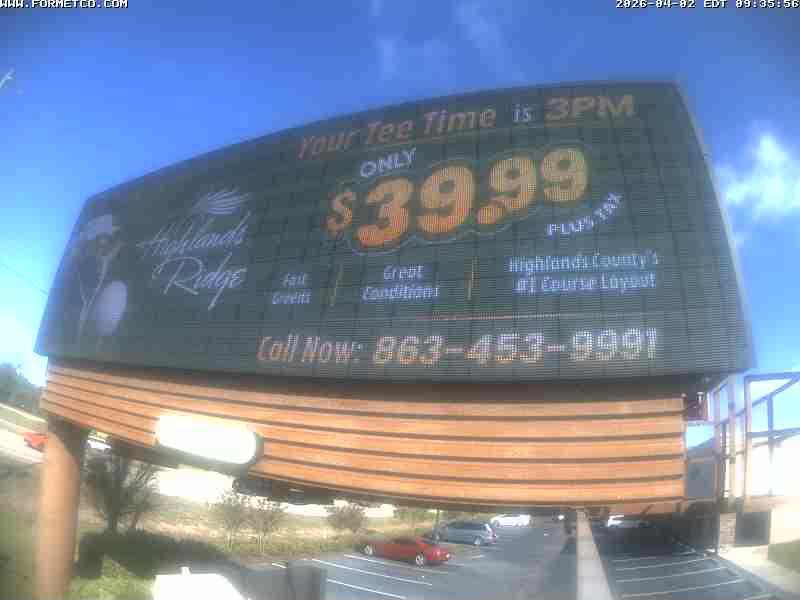 WWW.FORMETCO.COM
2026-04-02 EDT 09:35:56
Your Tee Time is 3PM
ONLY
$39.99
PLUS TAX
Highlands
Ridge
Fast
Greens
Great
Conditions
Highlands County's
#1 Course Layout
Call Now: 863-453-9991